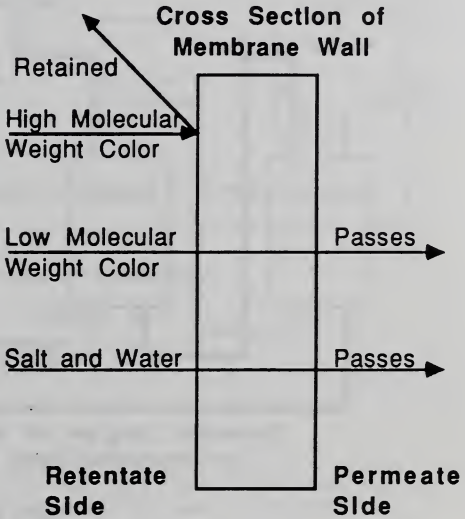 Cross Section of
Membrane Wall
Retained
High Molecular
Weight Color
Low Molecular
Weight Color
Passes
Salt and Water
Passes
Retentate
Side
Permeate
Side